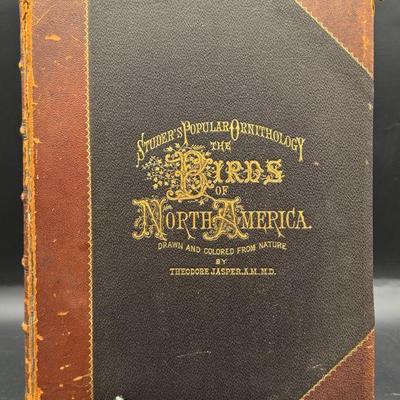 STUDER'S POPULAR ORNITHOLOGY
THE
BIRDS
OF
NORTH AMERICA.
DRAWN AND COLORED FROM NATURE
BY
THEODORE JASPER, A.M. M.D.